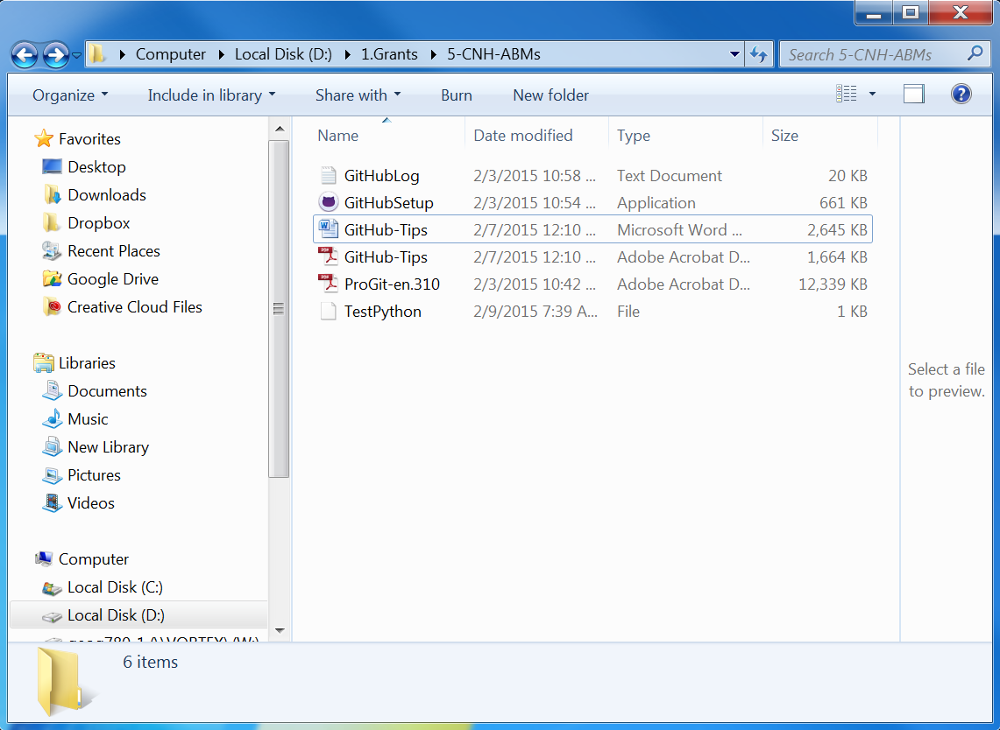 Computer Local Disk (D:) 1.Grants 5-CNH-ABMs Search 5-CNH-ABMs
Organize Include in library Share with Burn New folder
Favorites
Desktop
Downloads
Dropbox
Recent Places
Google Drive
Creative Cloud Files
Libraries
Documents
Music
New Library
Pictures
Videos
Computer
Local Disk (C:)
Local Disk (D:)
Name Date modified Type Size
GitHubLog 2/3/2015 10:58 ... Text Document 20 KB
GitHubSetup 2/3/2015 10:54 ... Application 661 KB
GitHub-Tips 2/7/2015 12:10 ... Microsoft Word ... 2,645 KB
GitHub-Tips 2/7/2015 12:10 ... Adobe Acrobat D... 1,664 KB
ProGit-en.310 2/3/2015 10:42 ... Adobe Acrobat D... 12,339 KB
TestPython 2/9/2015 7:39 A... File 1 KB
Select a file
to preview.
6 items